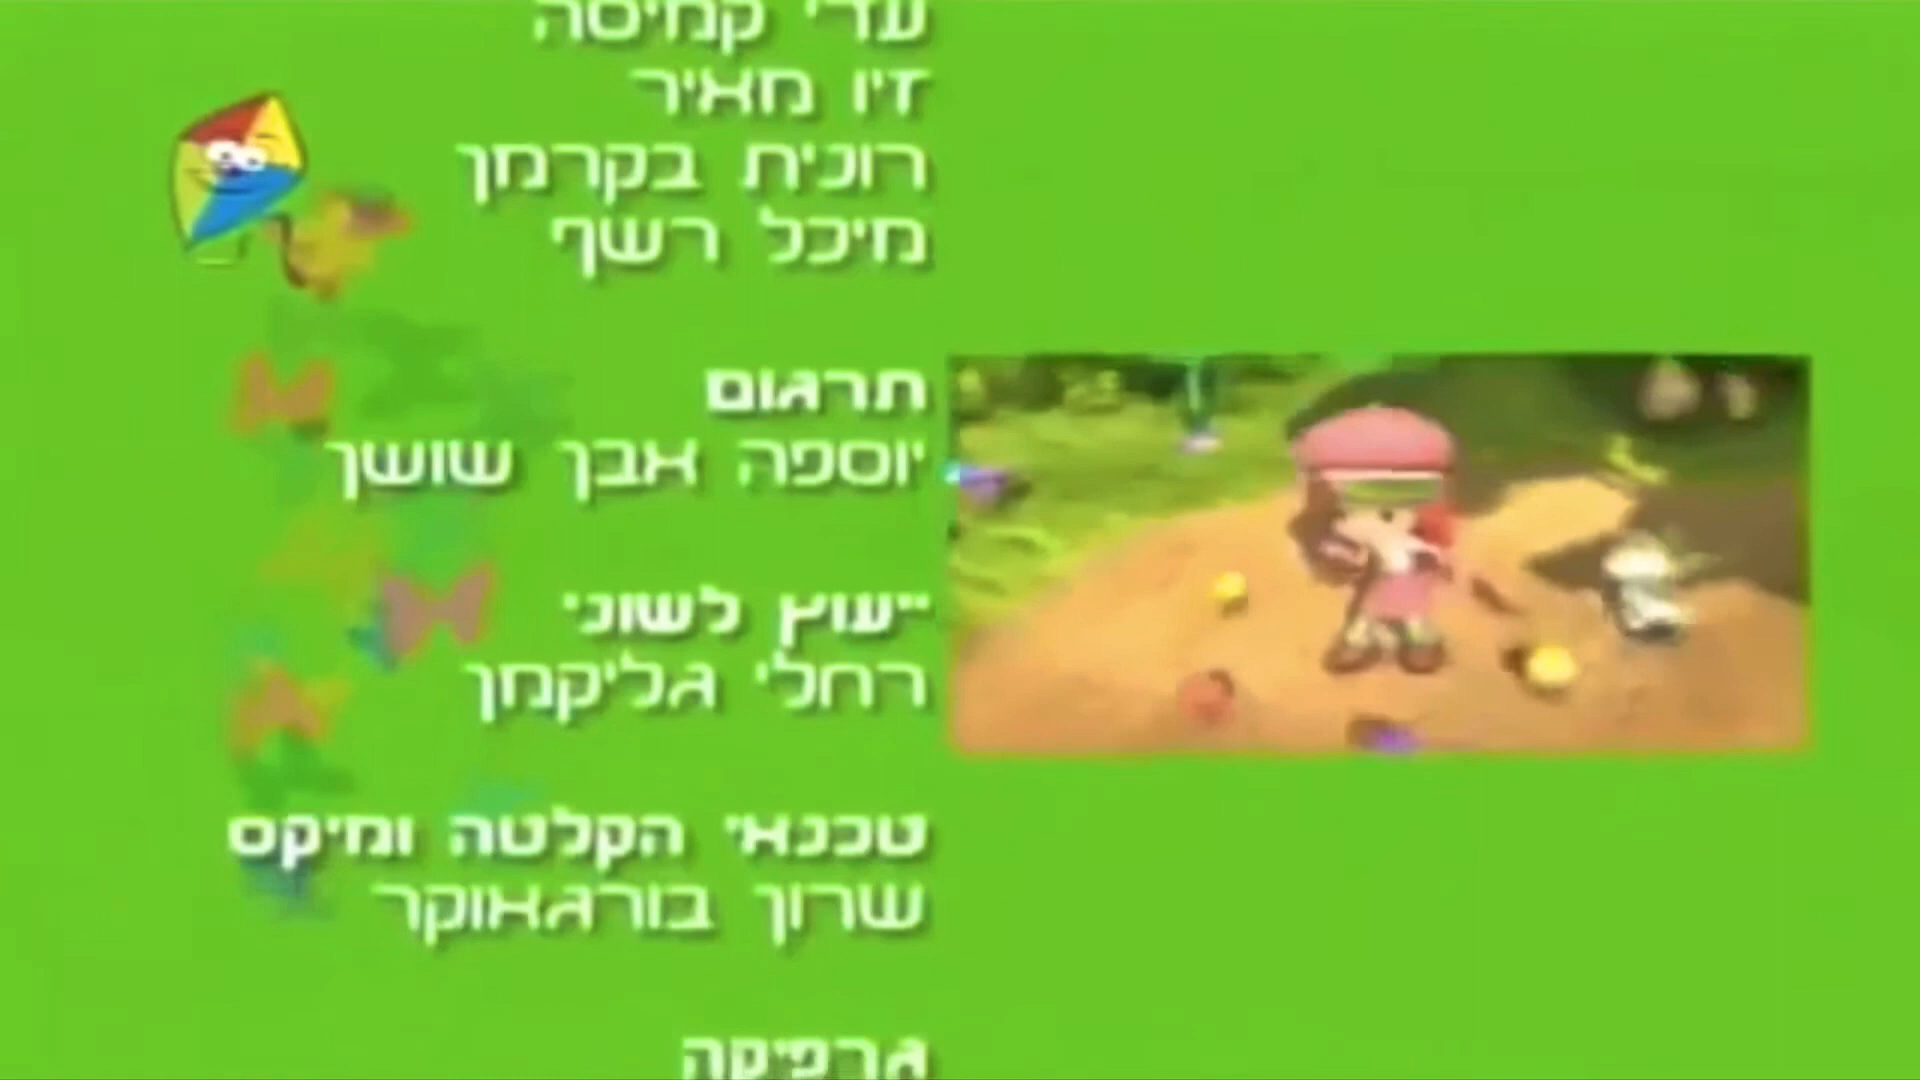 עדי קמיסה
זיו מאיר
רונית בקרמן
מיכל רשף
תרגום
יוספה אבן שושן
ייעוץ לשוני
רחלי גליקמן
טכנאי הקלטה ומיקס
שרון בורגאוקר
גרפיקה